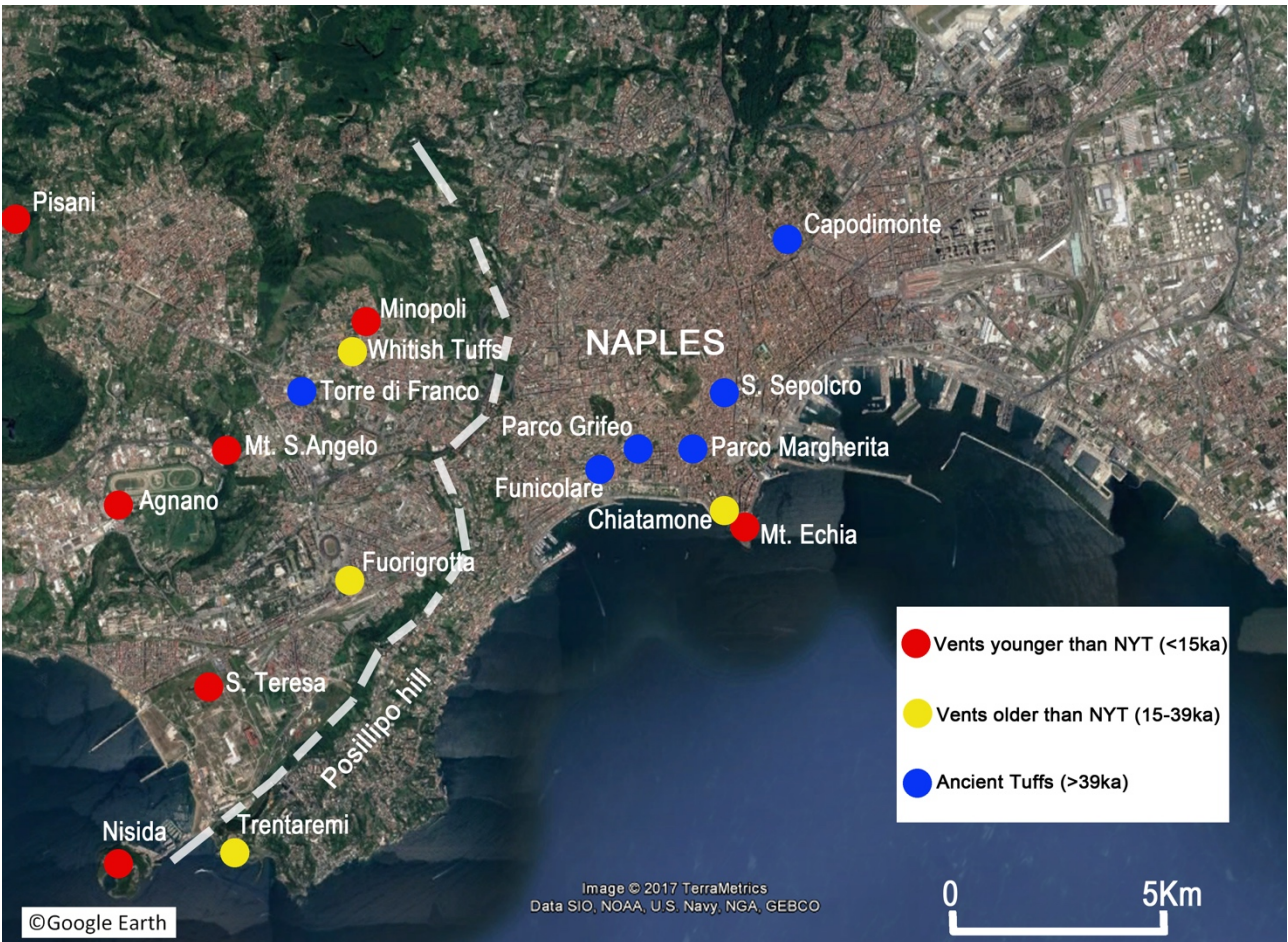 Pisani
Capodimonte
Minopoli
NAPLES
Whitish Tuffs
Torre di Franco
S. Sepolcro
Parco Grifeo
Mt. S.Angelo
Parco Margherita
Funicolare
Agnano
Chiatamone
Mt. Echia
Fuorigrotta
Vents younger than NYT (<15ka)
S. Teresa
Vents older than NYT (15-39ka)
Posillipo hill
Ancient Tuffs (>39ka)
Trentaremi
Nisida
Image © 2017 TerraMetrics
Data SIO, NOAA, U.S. Navy, NGA, GEBCO
0 5Km
©Google Earth